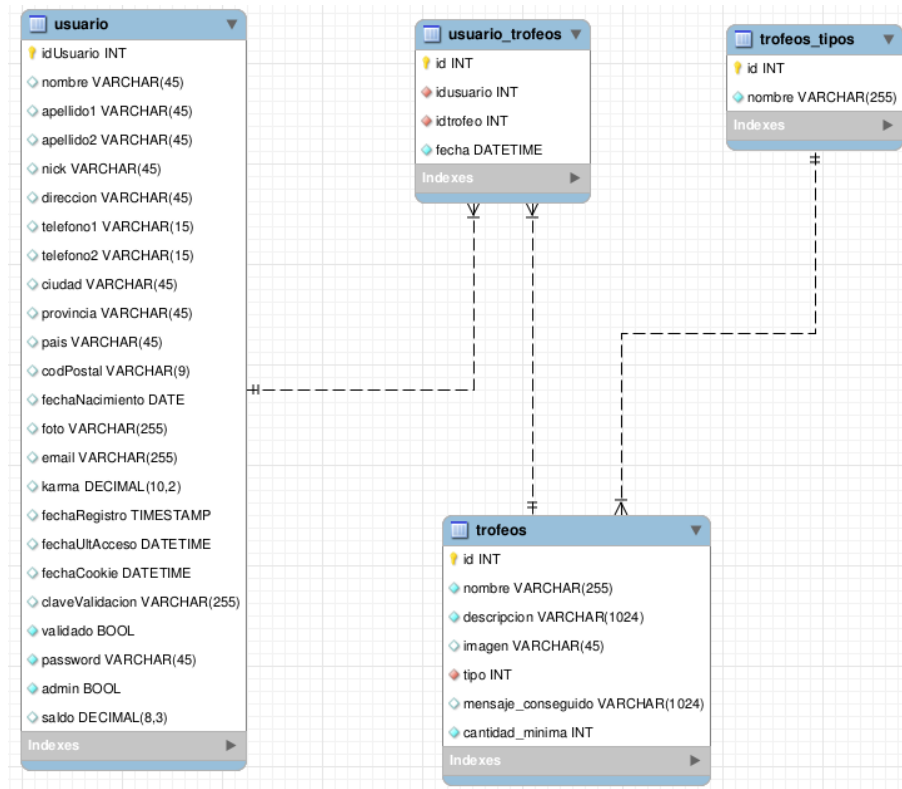 usuario
idUsuario INT
nombre VARCHAR(45)
apellido1 VARCHAR(45)
apellido2 VARCHAR(45)
nick VARCHAR(45)
direccion VARCHAR(45)
telefono1 VARCHAR(15)
telefono2 VARCHAR(15)
ciudad VARCHAR(45)
provincia VARCHAR(45)
pais VARCHAR(45)
codPostal VARCHAR(9)
fechaNacimiento DATE
foto VARCHAR(255)
email VARCHAR(255)
karma DECIMAL(10,2)
fechaRegistro TIMESTAMP
fechaUltAcceso DATETIME
fechaCookie DATETIME
claveValidacion VARCHAR(255)
validado BOOL
password VARCHAR(45)
admin BOOL
saldo DECIMAL(8,3)
Indexes
usuario_trofeos
id INT
idusuario INT
idtrofeo INT
fecha DATETIME
Indexes
trofeos_tipos
id INT
nombre VARCHAR(255)
Indexes
trofeos
id INT
nombre VARCHAR(255)
descripcion VARCHAR(1024)
imagen VARCHAR(45)
tipo INT
mensaje_conseguido VARCHAR(1024)
cantidad_minima INT
Indexes